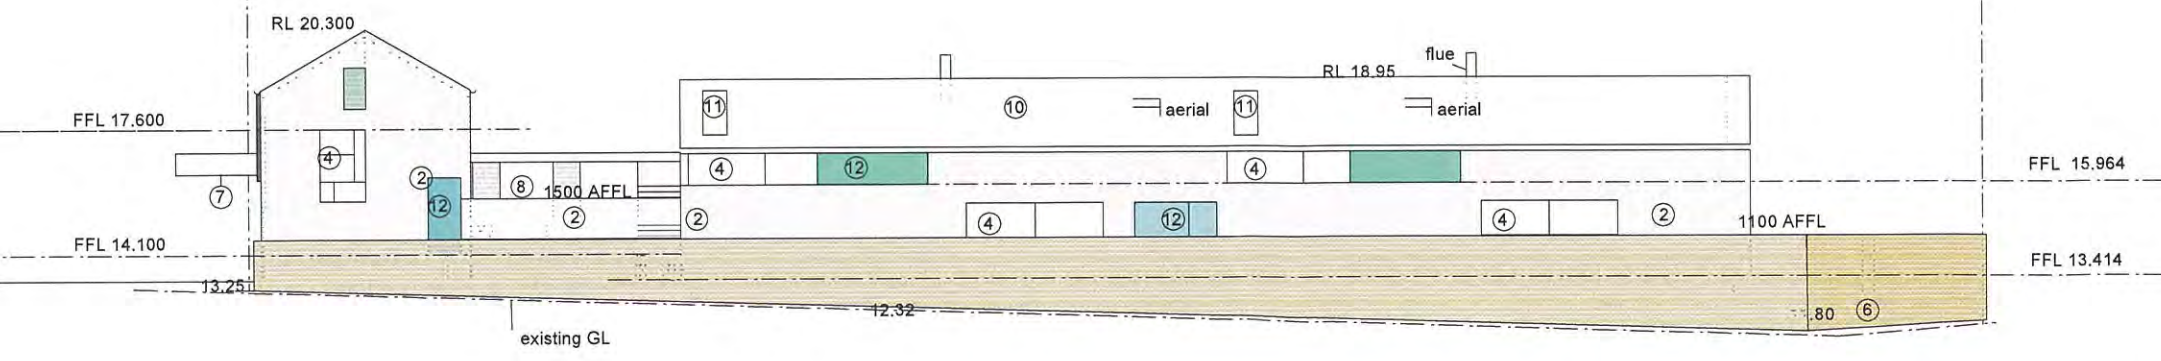 RL 20.300
flue
RL 18.95
11
10
aerial
11
aerial
FFL 17.600
4
4
12
4
FFL 15.964
2
8
1500 AFFL
7
12
2
2
4
12
4
2
1100 AFFL
FFL 14.100
FFL 13.414
13.25
12.32
.80
6
existing GL